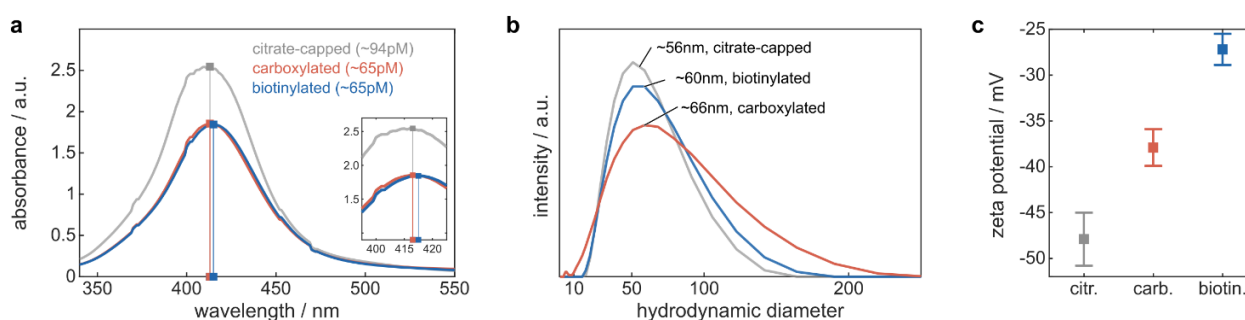 a
absorbance / a.u.
2.5
2
1.5
1
0.5
0
citrate-capped (~94pM)
carboxylated (~65pM)
biotinylated (~65pM)
2.5
2.0
1.5
400
415
420
350
400
450
500
550
wavelength / nm
b
intensity / a.u.
~56nm, citrate-capped
~60nm, biotinylated
~66nm, carboxylated
10
50
100
200
hydrodynamic diameter
c
zeta potential / mV
-25
-30
-35
-40
-45
-50
citr.
carb.
biotin.